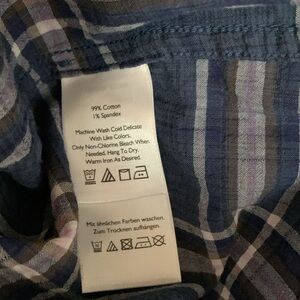 99% Cotton
1% Spandex
Machine Wash Cold Delicate
With Like Colors.
Only Non-Chlorine Bleach When
Needed. Hang To Dry.
Warm Iron As Desired.
Mit ähnlichen Farben waschen.
Zum Trocknen aufhängen.